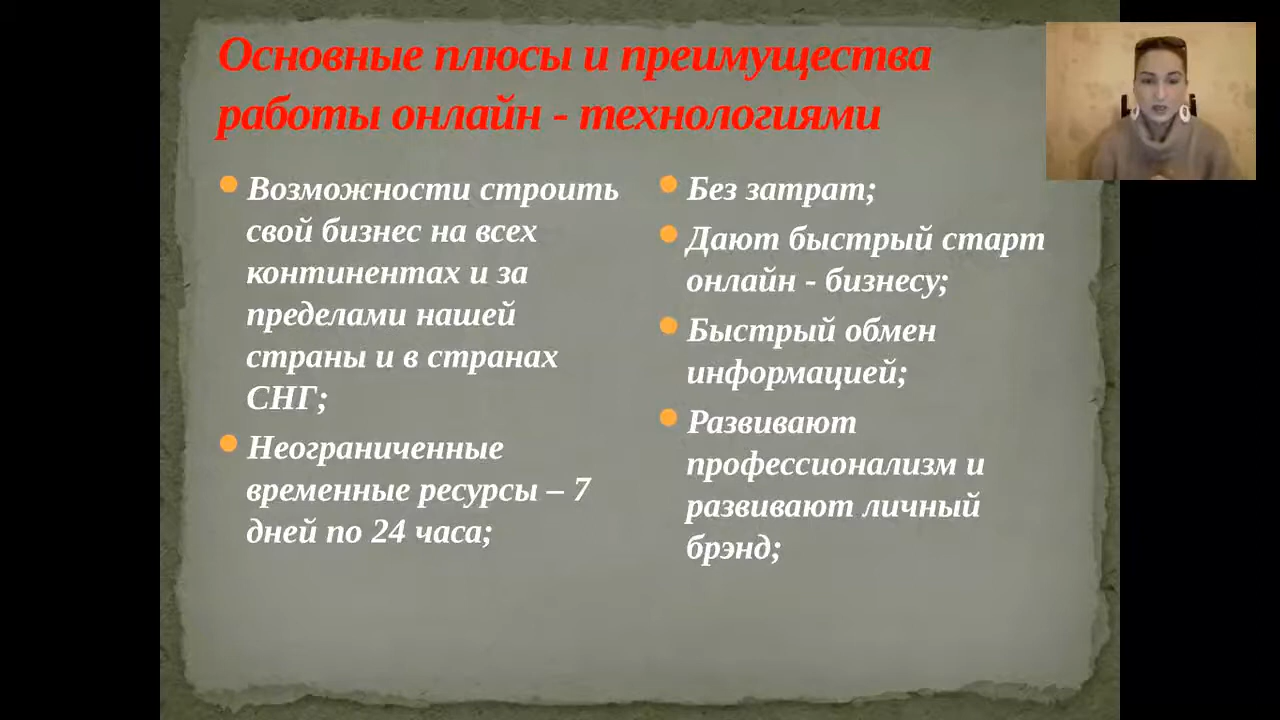 Основные плюсы и преимущества
работы онлайн - технологиями
Возможности строить
свой бизнес на всех
континентах и за
пределами нашей
страны и в странах
СНГ;
Неограниченные
временные ресурсы – 7
дней по 24 часа;
Без затрат;
Дают быстрый старт
онлайн - бизнесу;
Быстрый обмен
информацией;
Развивают
профессионализм и
развивают личный
брэнд;